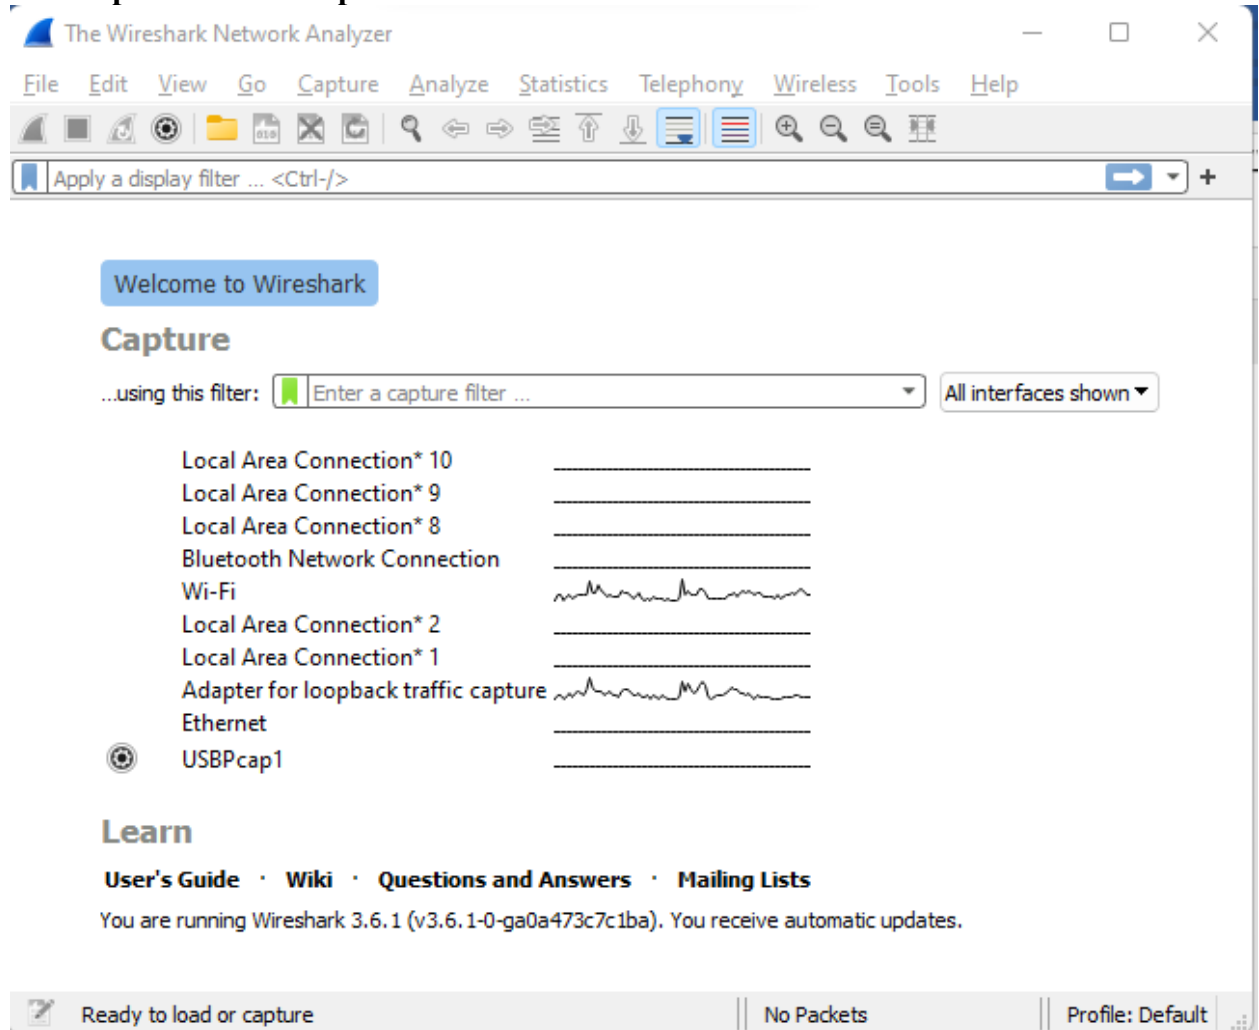 The Wireshark Network Analyzer
File Edit View Go Capture Analyze Statistics Telephony Wireless Tools Help
Apply a display filter ... <Ctrl-/>
Welcome to Wireshark
Capture
...using this filter: Enter a capture filter ... All interfaces shown
Local Area Connection* 10
Local Area Connection* 9
Local Area Connection* 8
Bluetooth Network Connection
Wi-Fi
Local Area Connection* 2
Local Area Connection* 1
Adapter for loopback traffic capture
Ethernet
USBPcap1
Learn
User's Guide · Wiki · Questions and Answers · Mailing Lists
You are running Wireshark 3.6.1 (v3.6.1-0-ga0a473c7c1ba). You receive automatic updates.
Ready to load or capture No Packets Profile: Default